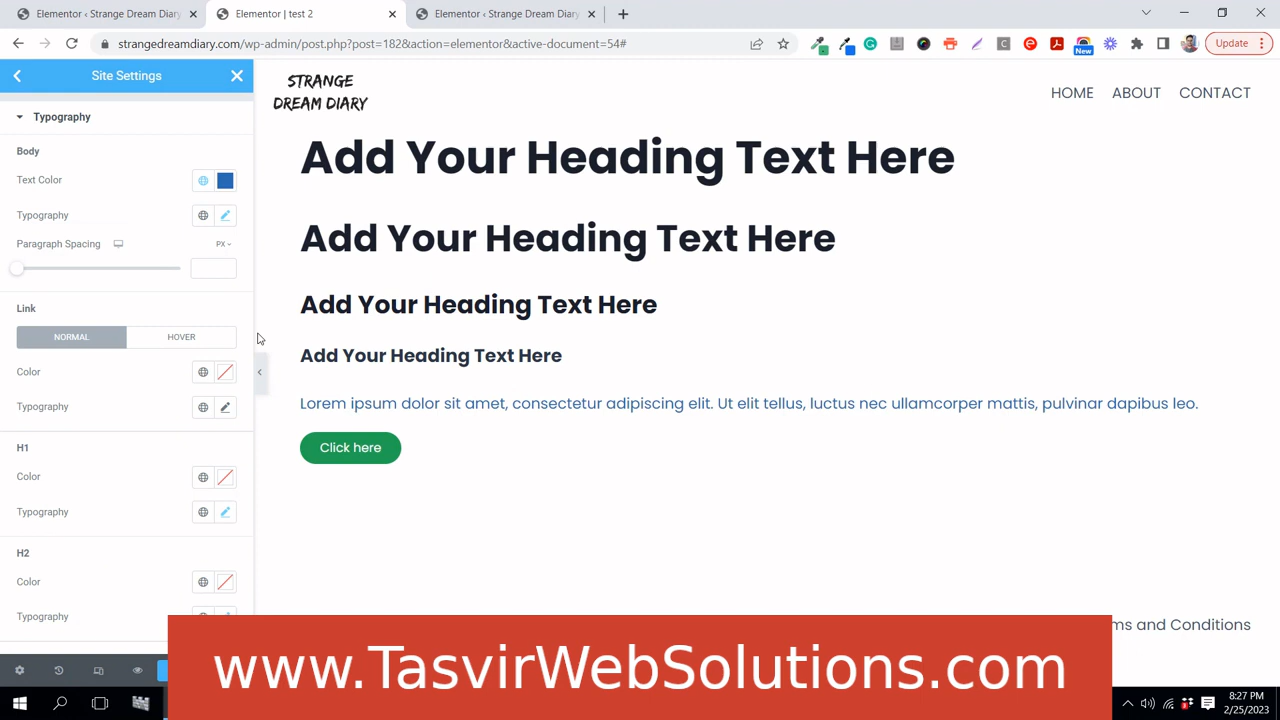 Elementor ‹ Strange Dream Diary
Elementor | test 2
Elementor ‹ Strange Dream Diary
strangedreamdiary.com/wp-admin/post.php?post=182&action=elementor&active-document=54#
New
Update
Site Settings
STRANGE
DREAM DIARY
HOME ABOUT CONTACT
Typography
Body
Text Color
Typography
Paragraph Spacing
PX
Link
NORMAL
HOVER
Color
Typography
H1
Color
Typography
H2
Color
Typography
Add Your Heading Text Here
Add Your Heading Text Here
Add Your Heading Text Here
Add Your Heading Text Here
Lorem ipsum dolor sit amet, consectetur adipiscing elit. Ut elit tellus, luctus nec ullamcorper mattis, pulvinar dapibus leo.
Click here
ms and Conditions
www.TasvirWebSolutions.com
8:27 PM
2/25/2023